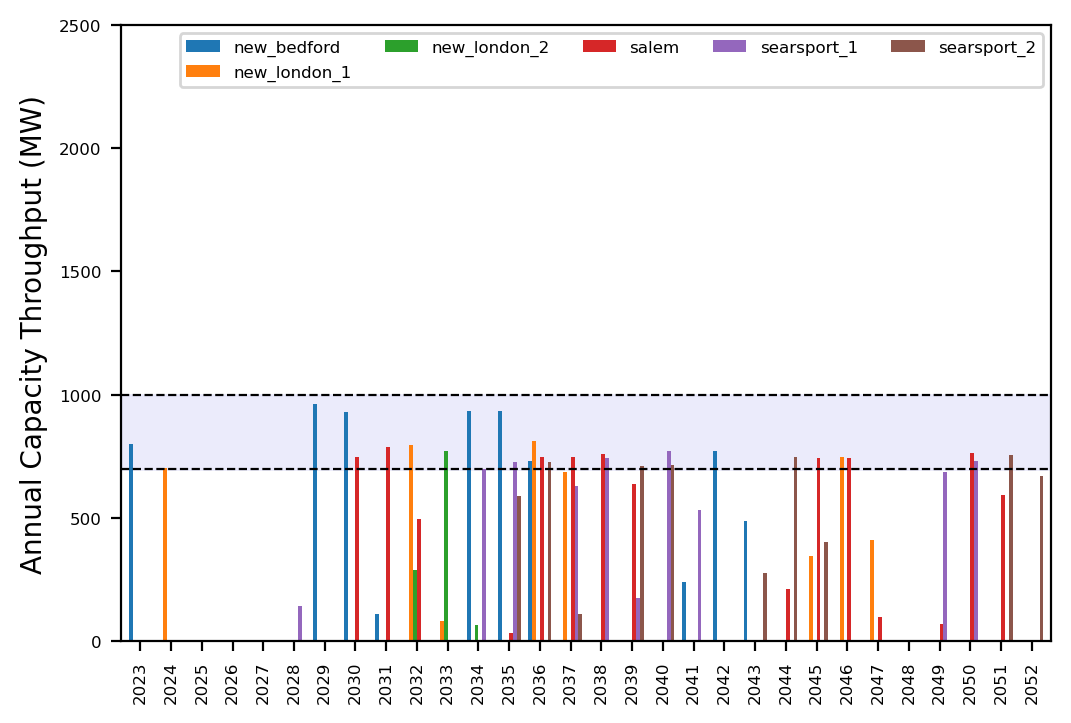 2500
new_bedford new_london_2 salem searsport_1 searsport_2
new_london_1
2000
1500
1000
500
0
Annual Capacity Throughput (MW)
2023 2024 2025 2026 2027 2028 2029 2030 2031 2032 2033 2034 2035 2036 2037 2038 2039 2040 2041 2042 2043 2044 2045 2046 2047 2048 2049 2050 2051 2052